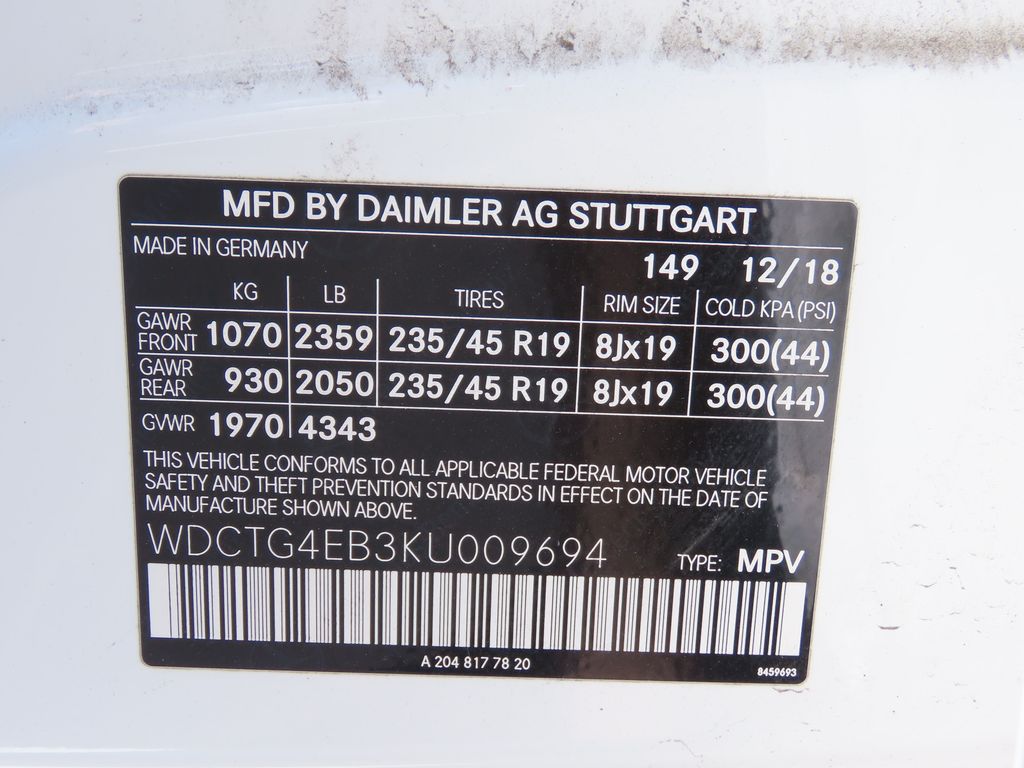 MFD BY DAIMLER AG STUTTGART
MADE IN GERMANY
149 12/18
KG LB TIRES RIM SIZE COLD KPA (PSI)
GAWR FRONT 1070 2359 235/45 R19 8Jx19 300(44)
GAWR REAR 930 2050 235/45 R19 8Jx19 300(44)
GVWR 1970 4343
THIS VEHICLE CONFORMS TO ALL APPLICABLE FEDERAL MOTOR VEHICLE
SAFETY AND THEFT PREVENTION STANDARDS IN EFFECT ON THE DATE OF
MANUFACTURE SHOWN ABOVE.
WDCTG4EB3KU009694 TYPE: MPV
A 204 817 78 20
8459693